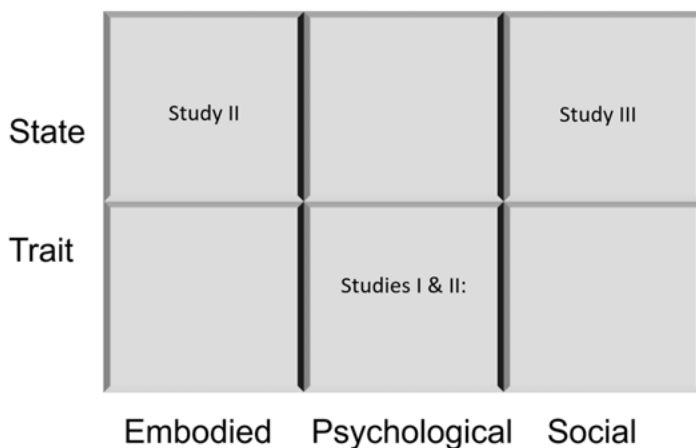 Study II
Study III
State
Trait
Studies I & II:
Embodied Psychological Social